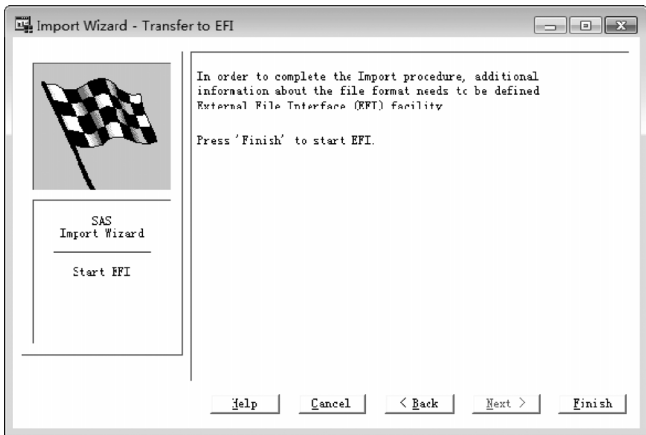 Import Wizard - Transfer to EFI
In order to complete the Import procedure, additional
information about the file format needs to be defined
External File Interface (EFI) facility
Press 'Finish' to start EFI.
SAS
Import Wizard
Start EFI
Help
Cancel
< Back
Next >
Finish